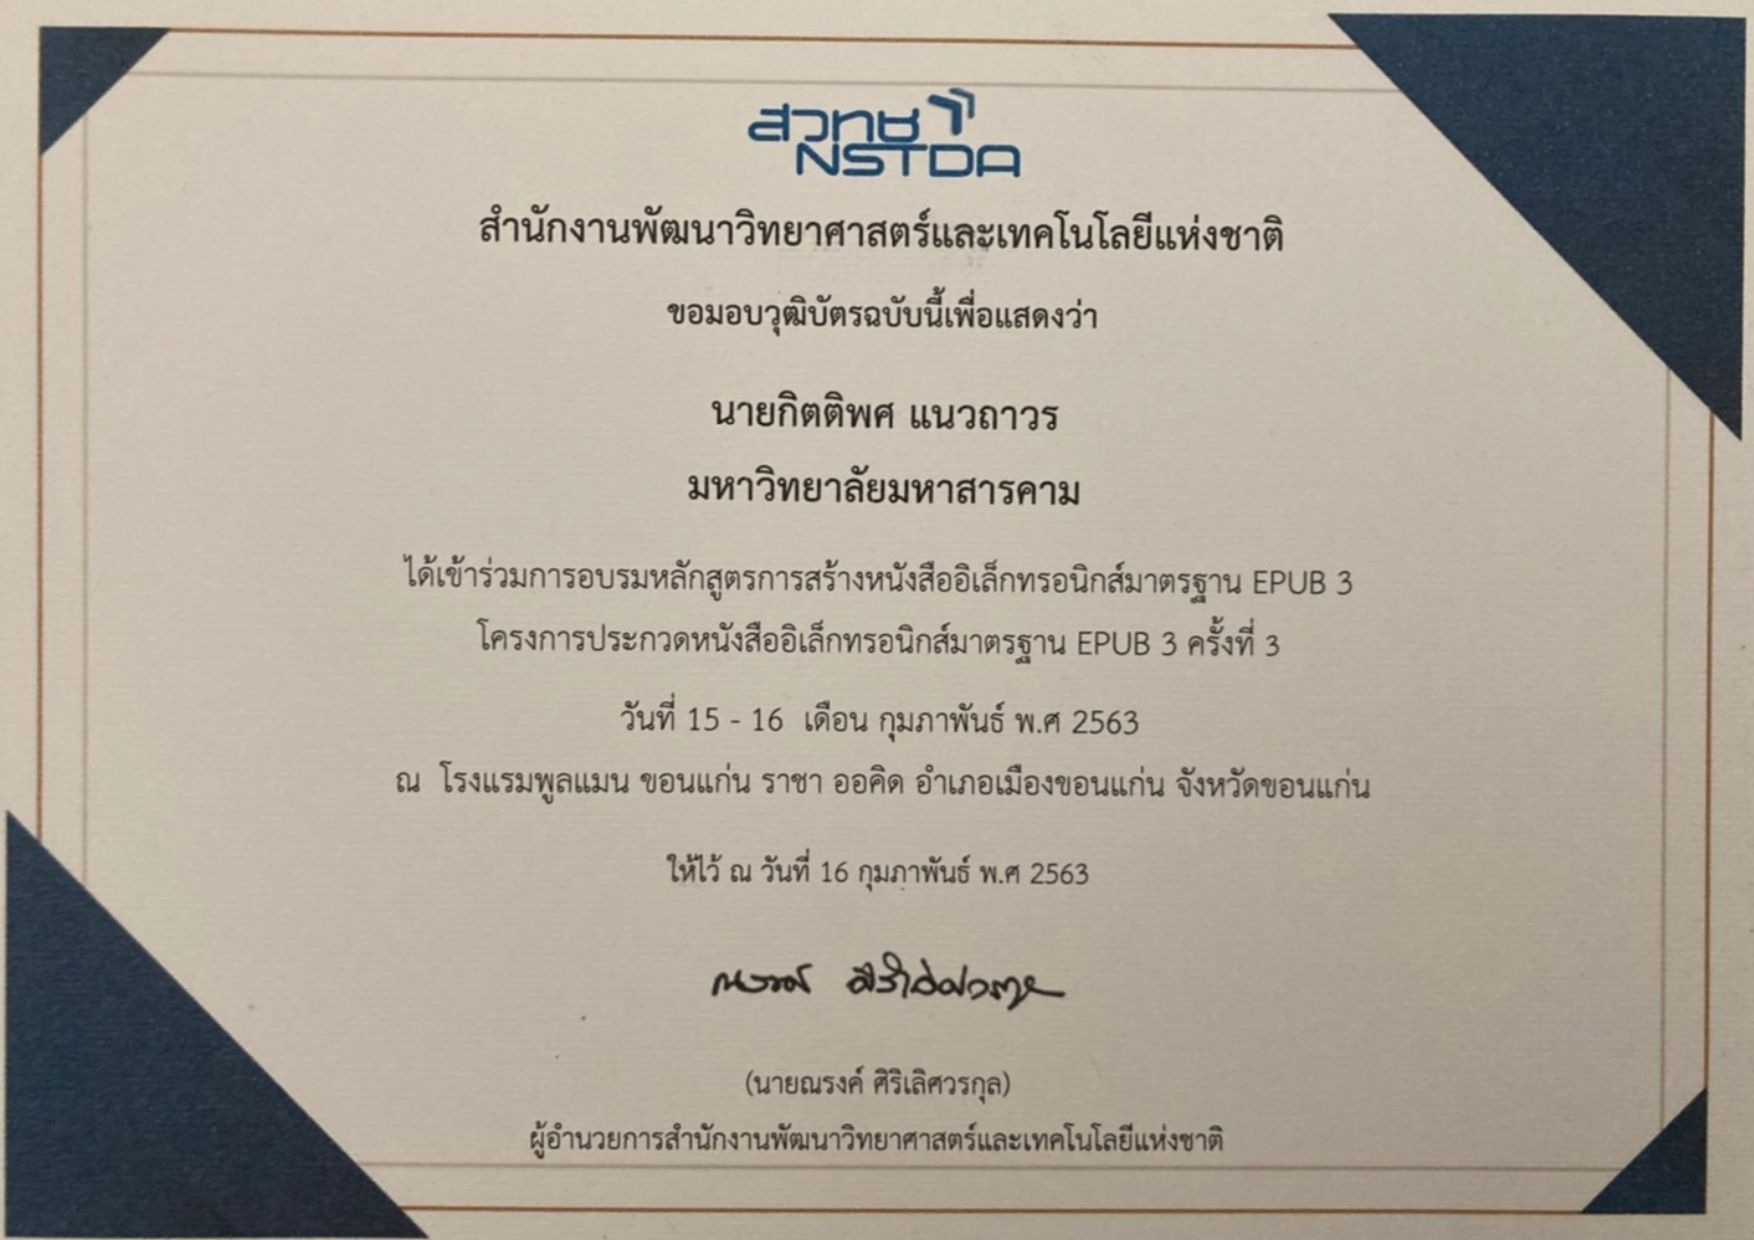 สวทช
NSTDA
สำนักงานพัฒนาวิทยาศาสตร์และเทคโนโลยีแห่งชาติ
ขอมอบวุฒิบัตรฉบับนี้เพื่อแสดงว่า
นายกิตติพศ แนวถาวร
มหาวิทยาลัยมหาสารคาม
ได้เข้าร่วมการอบรมหลักสูตรการสร้างหนังสืออิเล็กทรอนิกส์มาตรฐาน EPUB 3
โครงการประกวดหนังสืออิเล็กทรอนิกส์มาตรฐาน EPUB 3 ครั้งที่ 3
วันที่ 15 - 16 เดือน กุมภาพันธ์ พ.ศ 2563
ณ โรงแรมพูลแมน ขอนแก่น ราชา ออคิด อำเภอเมืองขอนแก่น จังหวัดขอนแก่น
ให้ไว้ ณ วันที่ 16 กุมภาพันธ์ พ.ศ 2563
(นายณรงค์ ศิริเลิศวรกุล)
ผู้อำนวยการสำนักงานพัฒนาวิทยาศาสตร์และเทคโนโลยีแห่งชาติ